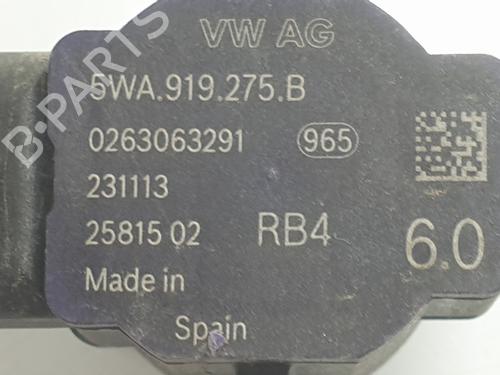 VW AG
5WA.919.275.B
0263063291 965
231113
25815 02 RB4 6.0
Made in
Spain
B-PARTS